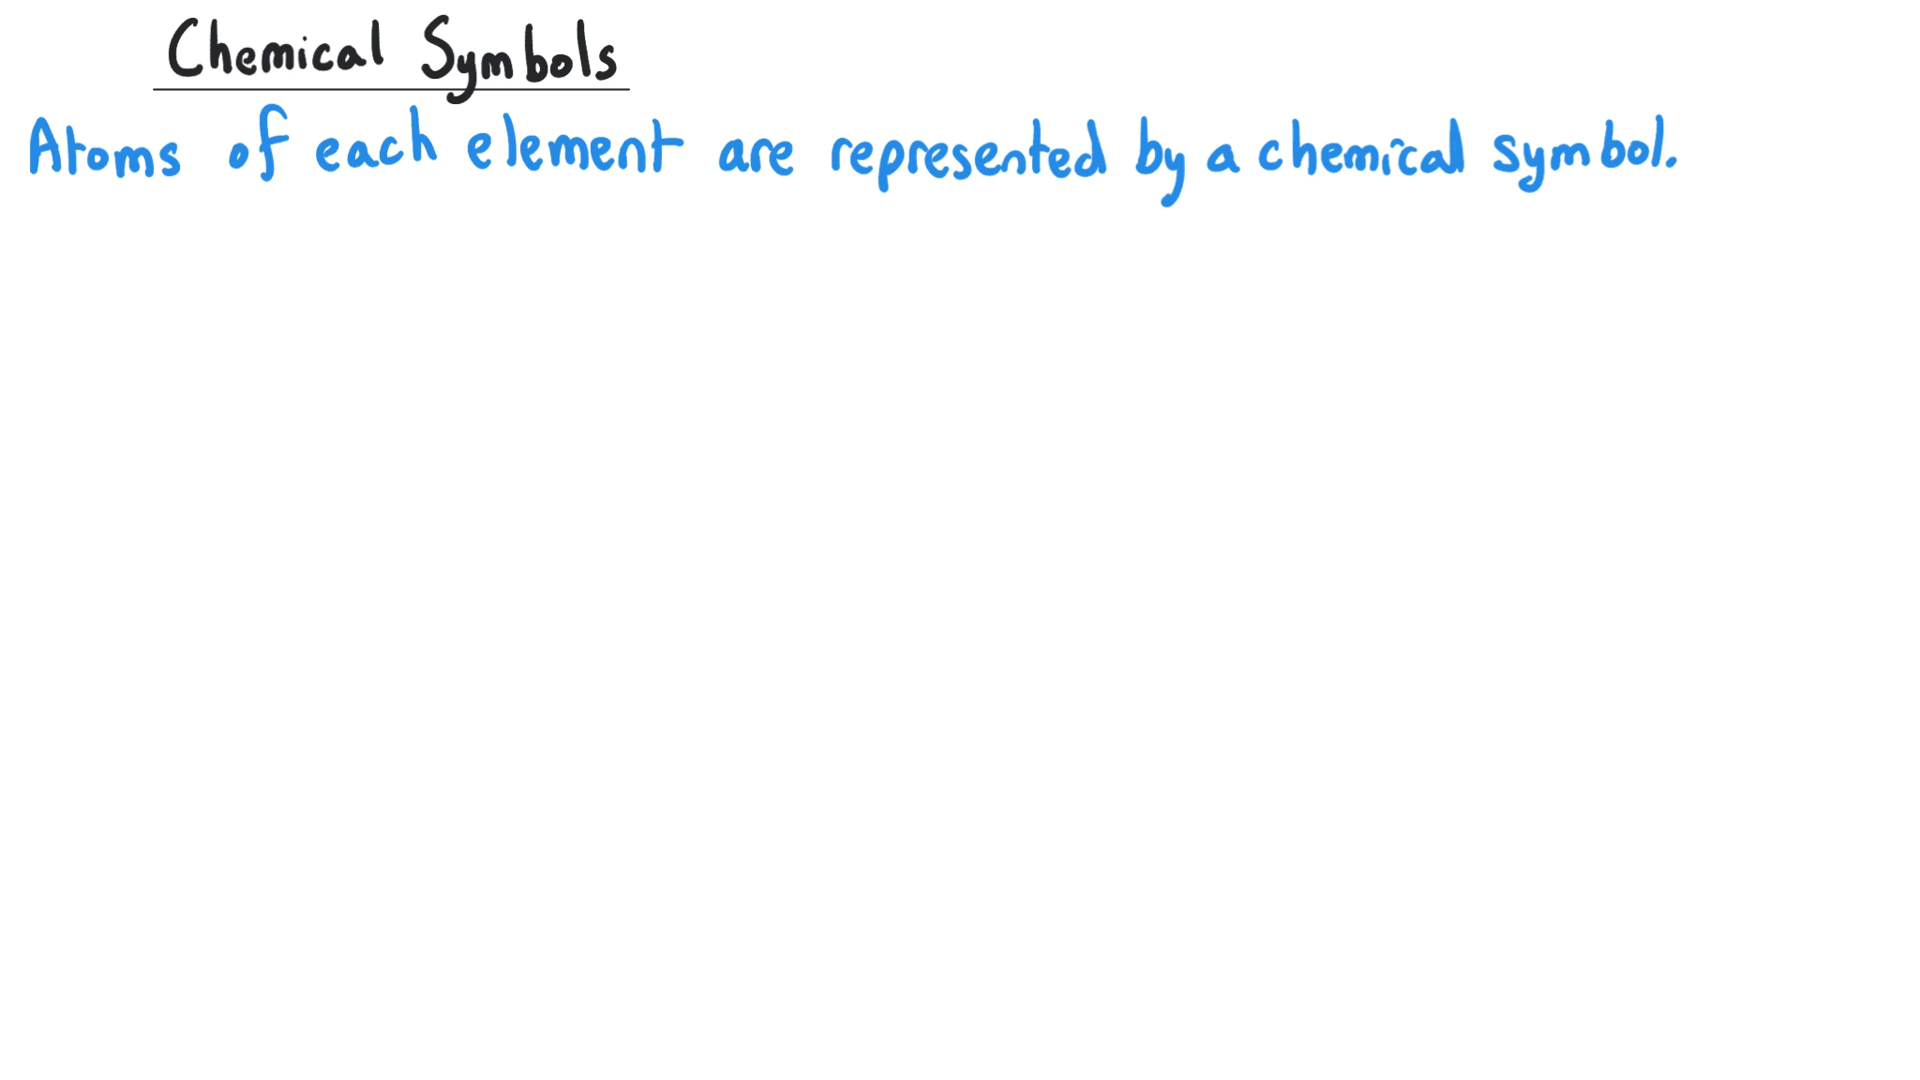 Chemical Symbols
Atoms of each element are represented by a chemical symbol.